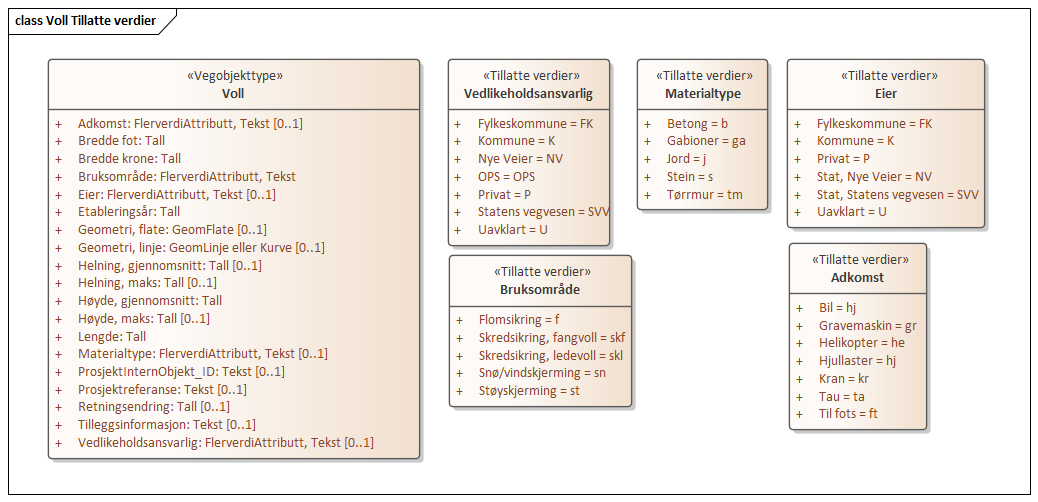 class Voll Tillatte verdier
«Vegobjekttype»
Voll
+ Adkomst: FlerverdiAttributt, Tekst [0..1]
+ Bredde fot: Tall
+ Bredde krone: Tall
+ Bruksområde: FlerverdiAttributt, Tekst
+ Eier: FlerverdiAttributt, Tekst [0..1]
+ Etableringsår: Tall
+ Geometri, flate: GeomFlate [0..1]
+ Geometri, linje: GeomLinje eller Kurve [0..1]
+ Helning, gjennomsnitt: Tall [0..1]
+ Helning, maks: Tall [0..1]
+ Høyde, gjennomsnitt: Tall
+ Høyde, maks: Tall [0..1]
+ Lengde: Tall
+ Materialtype: FlerverdiAttributt, Tekst [0..1]
+ ProsjektInternObjekt_ID: Tekst [0..1]
+ Prosjektreferanse: Tekst [0..1]
+ Retningsendring: Tall [0..1]
+ Tilleggsinformasjon: Tekst [0..1]
+ Vedlikeholdsansvarlig: FlerverdiAttributt, Tekst [0..1]
«Tillatte verdier»
Vedlikeholdsansvarlig
+ Fylkeskommune = FK
+ Kommune = K
+ Nye Veier = NV
+ OPS = OPS
+ Privat = P
+ Statens vegvesen = SVV
+ Uavklart = U
«Tillatte verdier»
Materialtype
+ Betong = b
+ Gabioner = ga
+ Jord = j
+ Stein = s
+ Tørrmur = tm
«Tillatte verdier»
Eier
+ Fylkeskommune = FK
+ Kommune = K
+ Privat = P
+ Stat, Nye Veier = NV
+ Stat, Statens vegvesen = SVV
+ Uavklart = U
«Tillatte verdier»
Bruksområde
+ Flomsikring = f
+ Skredsikring, fangvoll = skf
+ Skredsikring, ledevoll = skl
+ Snø/vindskjerming = sn
+ Støyskjerming = st
«Tillatte verdier»
Adkomst
+ Bil = hj
+ Gravemaskin = gr
+ Helikopter = he
+ Hjullaster = hj
+ Kran = kr
+ Tau = ta
+ Til fots = ft